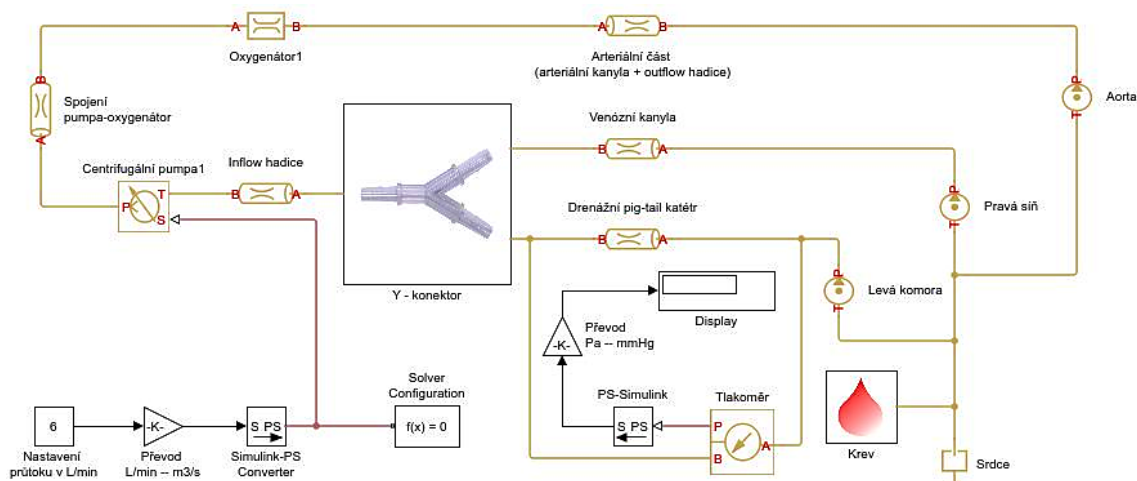 A
B
Oxygenátor1
A
B
Arteriální část
(arteriální kanyla + outflow hadice)
P
T
Aorta
B
A
Spojení
pumpa-oxygenátor
Centrifugální pumpa1
P
T
S
Inflow hadice
B
A
Y - konektor
Venózní kanyla
B
A
P
T
Pravá síň
Drenážní pig-tail katétr
B
A
P
T
Levá komora
Display
-K-
Převod
Pa -- mmHg
PS-Simulink
S PS
Tlakoměr
P
B
A
Krev
Srdce
6
Nastavení
průtoku v L/min
-K-
Převod
L/min -- m3/s
S PS
Simulink-PS
Converter
Solver
Configuration
f(x) = 0